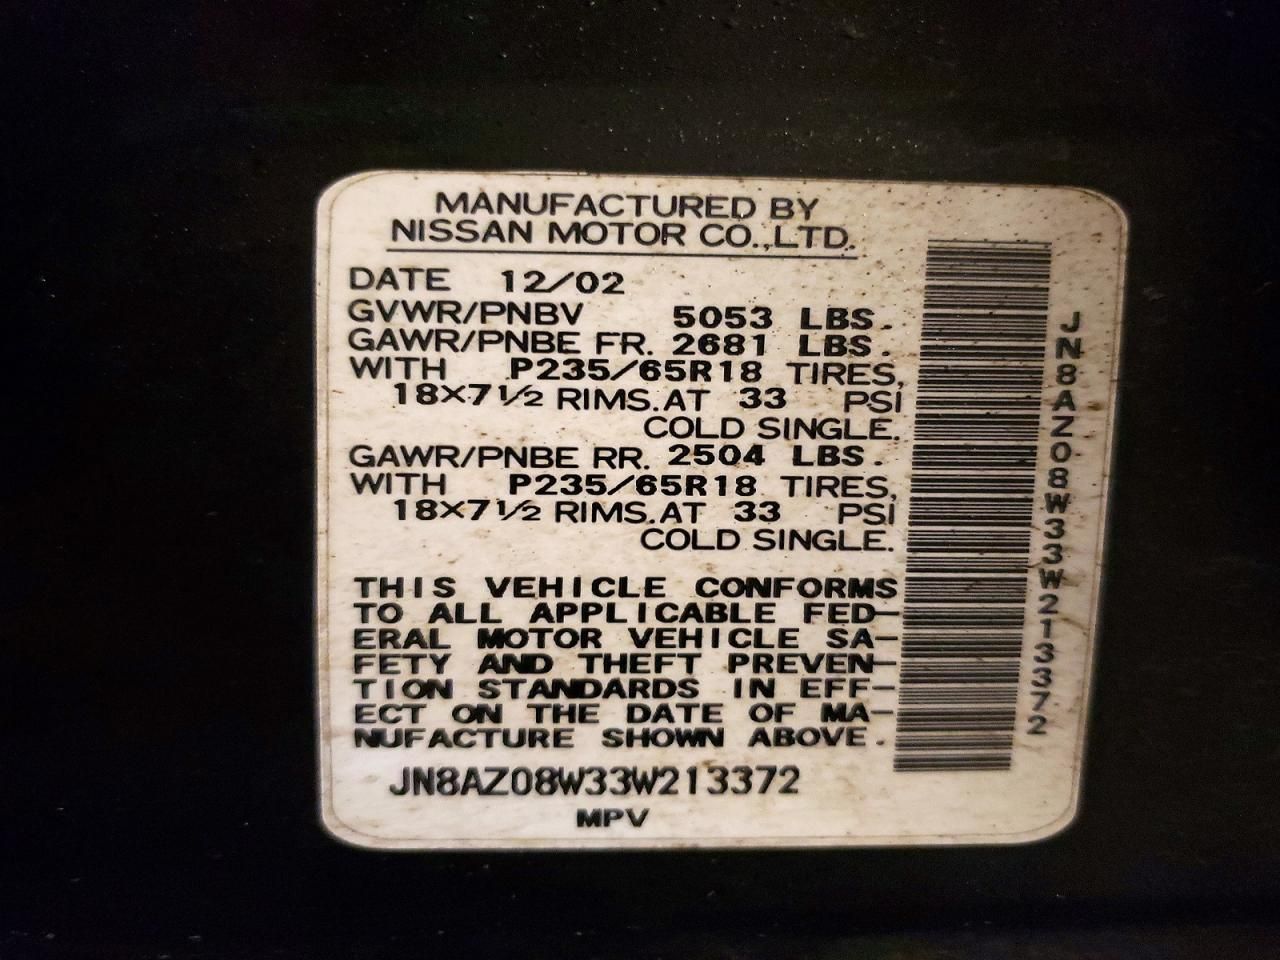 MANUFACTURED BY
NISSAN MOTOR CO.,LTD.
DATE 12/02
GVWR/PNBV 5053 LBS.
GAWR/PNBE FR. 2681 LBS.
WITH P235/65R18 TIRES,
18×7½ RIMS.AT 33 PSI
COLD SINGLE.
GAWR/PNBE RR. 2504 LBS.
WITH P235/65R18 TIRES,
18×7½ RIMS.AT 33 PSI
COLD SINGLE.
THIS VEHICLE CONFORMS
TO ALL APPLICABLE FED-
ERAL MOTOR VEHICLE SA-
FETY AND THEFT PREVEN-
TION STANDARDS IN EFF-
ECT ON THE DATE OF MA-
NUFACTURE SHOWN ABOVE.
JN8AZ08W33W213372
MPV
JN8AZ08W33W213372